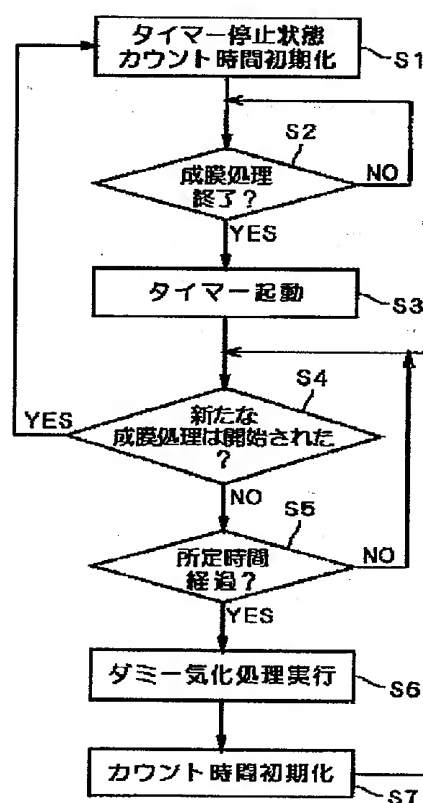 タイマー停止状態
カウント時間初期化
S1
S2
成膜処理
終了？
NO
YES
タイマー起動
S3
S4
新たな
成膜処理は開始された
？
YES
NO
S5
所定時間
経過？
NO
YES
ダミー気化処理実行
S6
カウント時間初期化
S7